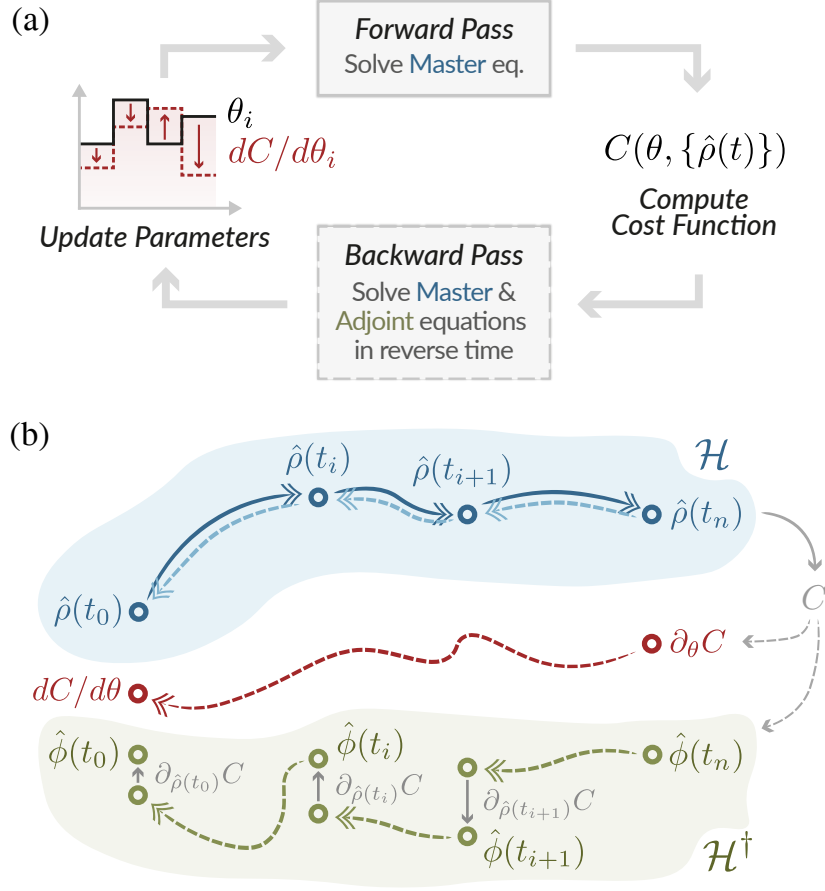 (a)
Forward Pass
Solve Master eq.
θ_i
dC/dθ_i
C(θ, {ρ̂(t)})
Compute
Cost Function
Update Parameters
Backward Pass
Solve Master &
Adjoint equations
in reverse time
(b)
ℋ
ρ̂(t_i)
ρ̂(t_{i+1})
ρ̂(t_n)
ρ̂(t_0)
C
∂_θC
dC/dθ
ϕ̂(t_0)
ϕ̂(t_i)
ϕ̂(t_n)
∂_{ρ̂(t_0)}C
∂_{ρ̂(t_i)}C
∂_{ρ̂(t_{i+1})}C
ϕ̂(t_{i+1})
ℋ†